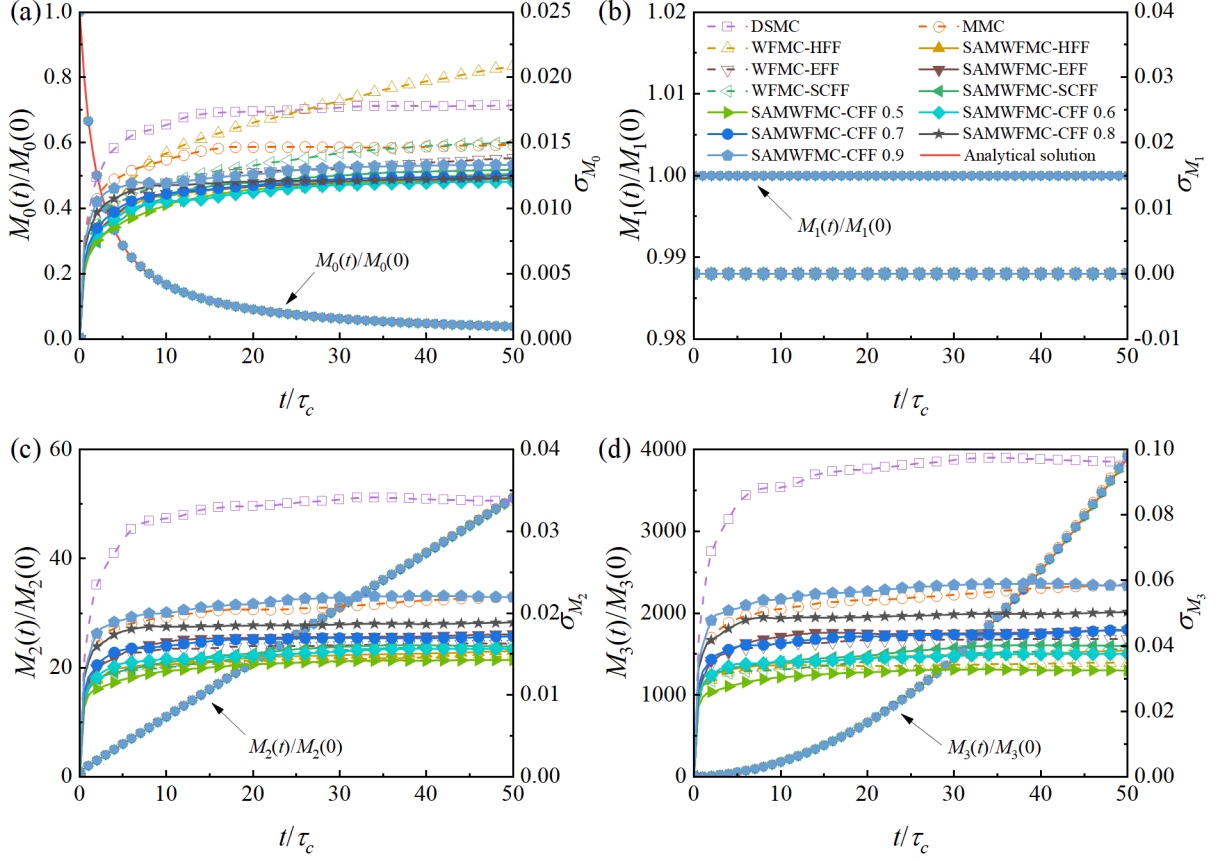 (a)
1.0
0.8
0.6
0.4
0.2
0.0
M₀(t)/M₀(0)
0.025
0.020
0.015
0.010
0.005
0.000
σ_M₀
M₀(t)/M₀(0)
0 10 20 30 40 50
t/τ_c
(b)
1.02
1.01
1.00
0.99
0.98
M₁(t)/M₁(0)
0.04
0.03
0.02
0.01
0.00
-0.01
σ_M₁
DSMC MMC
WFMC-HFF SAMWFMC-HFF
WFMC-EFF SAMWFMC-EFF
WFMC-SCFF SAMWFMC-SCFF
SAMWFMC-CFF 0.5 SAMWFMC-CFF 0.6
SAMWFMC-CFF 0.7 SAMWFMC-CFF 0.8
SAMWFMC-CFF 0.9 Analytical solution
M₁(t)/M₁(0)
0 10 20 30 40 50
t/τ_c
(c)
60
40
20
0
M₂(t)/M₂(0)
0.04
0.03
0.02
0.01
0.00
σ_M₂
M₂(t)/M₂(0)
0 10 20 30 40 50
t/τ_c
(d)
4000
3000
2000
1000
0
M₃(t)/M₃(0)
0.10
0.08
0.06
0.04
0.02
0.00
σ_M₃
M₃(t)/M₃(0)
0 10 20 30 40 50
t/τ_c